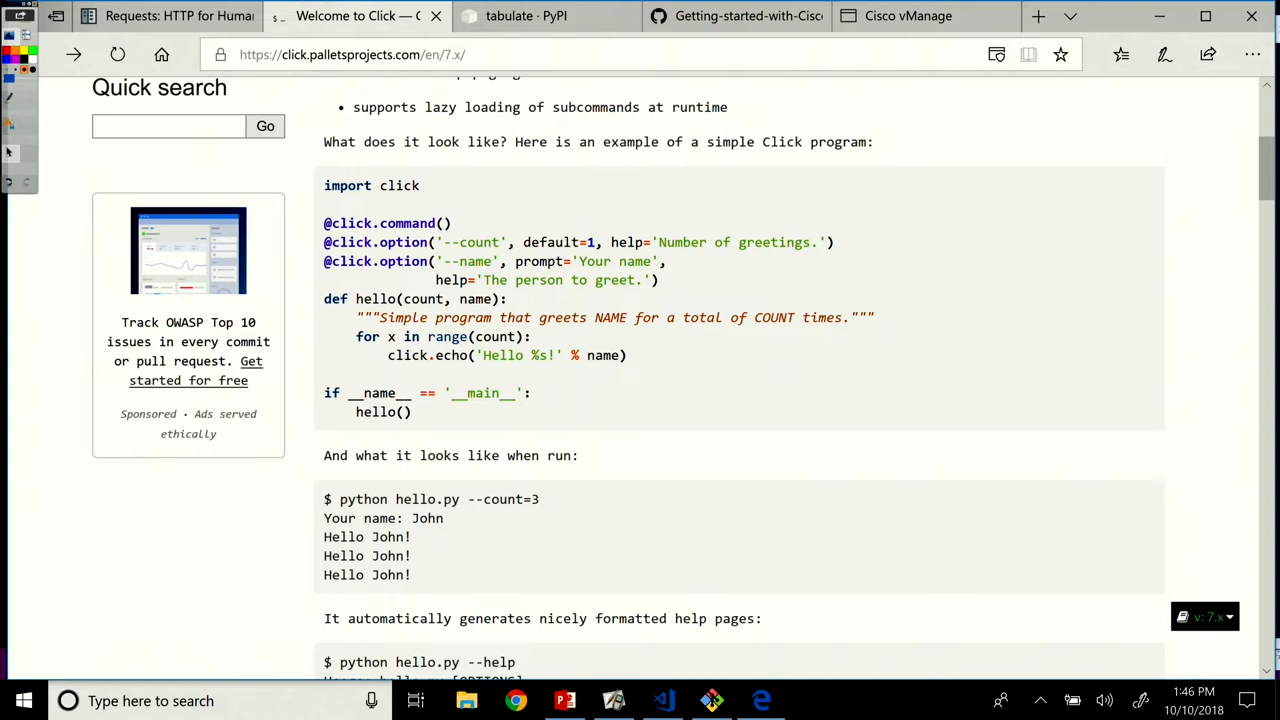 Requests: HTTP for Human
Welcome to Click — (
tabulate · PyPI
Getting-started-with-Cisco
Cisco vManage
https://click.palletsprojects.com/en/7.x/
Quick search
Go
Track OWASP Top 10
issues in every commit
or pull request. Get
started for free
Sponsored · Ads served
ethically
• supports lazy loading of subcommands at runtime
What does it look like? Here is an example of a simple Click program:
import click
@click.command()
@click.option('--count', default=1, help='Number of greetings.')
@click.option('--name', prompt='Your name',
help='The person to greet.')
def hello(count, name):
"""Simple program that greets NAME for a total of COUNT times."""
for x in range(count):
click.echo('Hello %s!' % name)
if __name__ == '__main__':
hello()
And what it looks like when run:
$ python hello.py --count=3
Your name: John
Hello John!
Hello John!
Hello John!
It automatically generates nicely formatted help pages:
$ python hello.py --help
v: 7.x
Type here to search
1:46 PM
10/10/2018